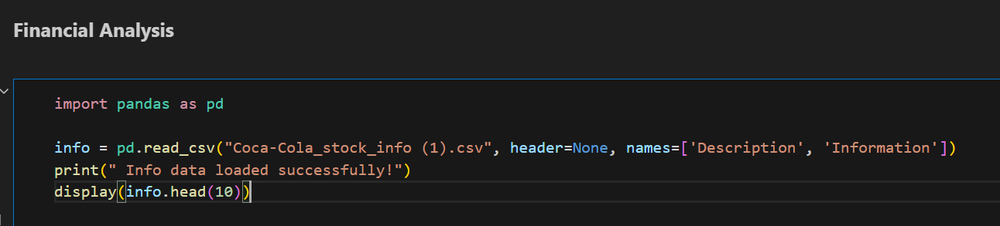 Financial Analysis
import pandas as pd
info = pd.read_csv("Coca-Cola_stock_info (1).csv", header=None, names=['Description', 'Information'])
print(" Info data loaded successfully!")
display(info.head(10))